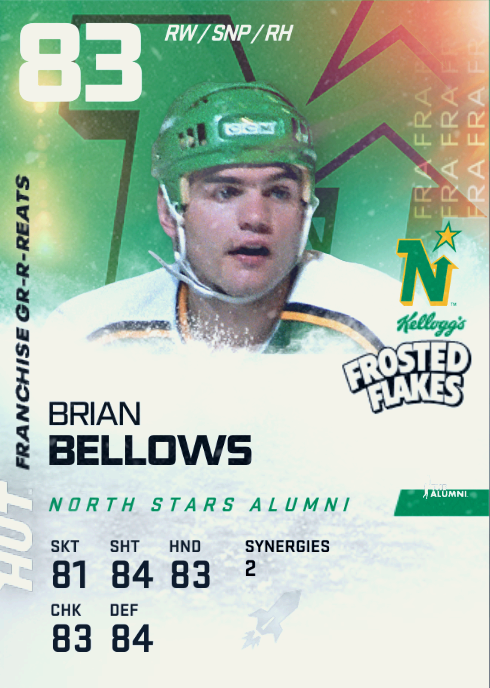 83
RW / SNP / RH
FRA FRA FRA
FRA FRA FRA
FRA FRA FRA
FRANCHISE GR-R-REATS
CCM
N
TM
Kellogg's
FROSTED
FLAKES
BRIAN
BELLOWS
NORTH STARS ALUMNI
ALUMNI
HUT
SKT SHT HND SYNERGIES
81 84 83 2
CHK DEF
83 84